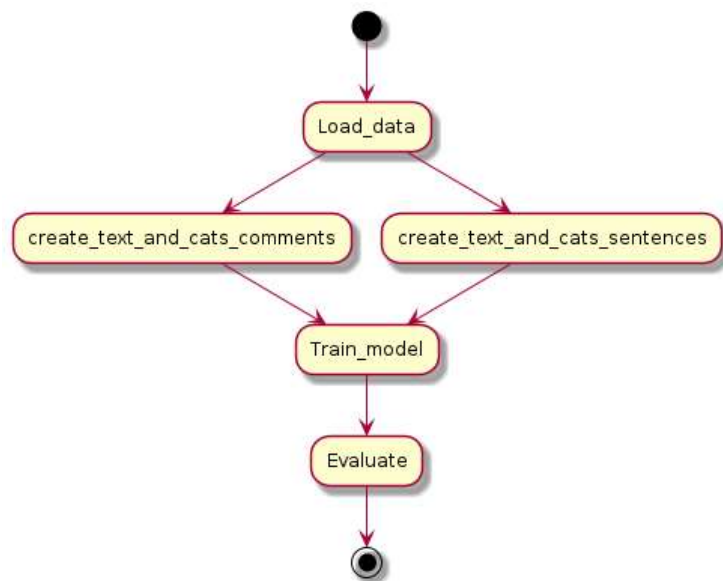 Load_data
create_text_and_cats_comments
create_text_and_cats_sentences
Train_model
Evaluate